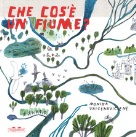 CHE COS'È
UN FIUME?
MONIKA
VAICENAVIČIENĖ